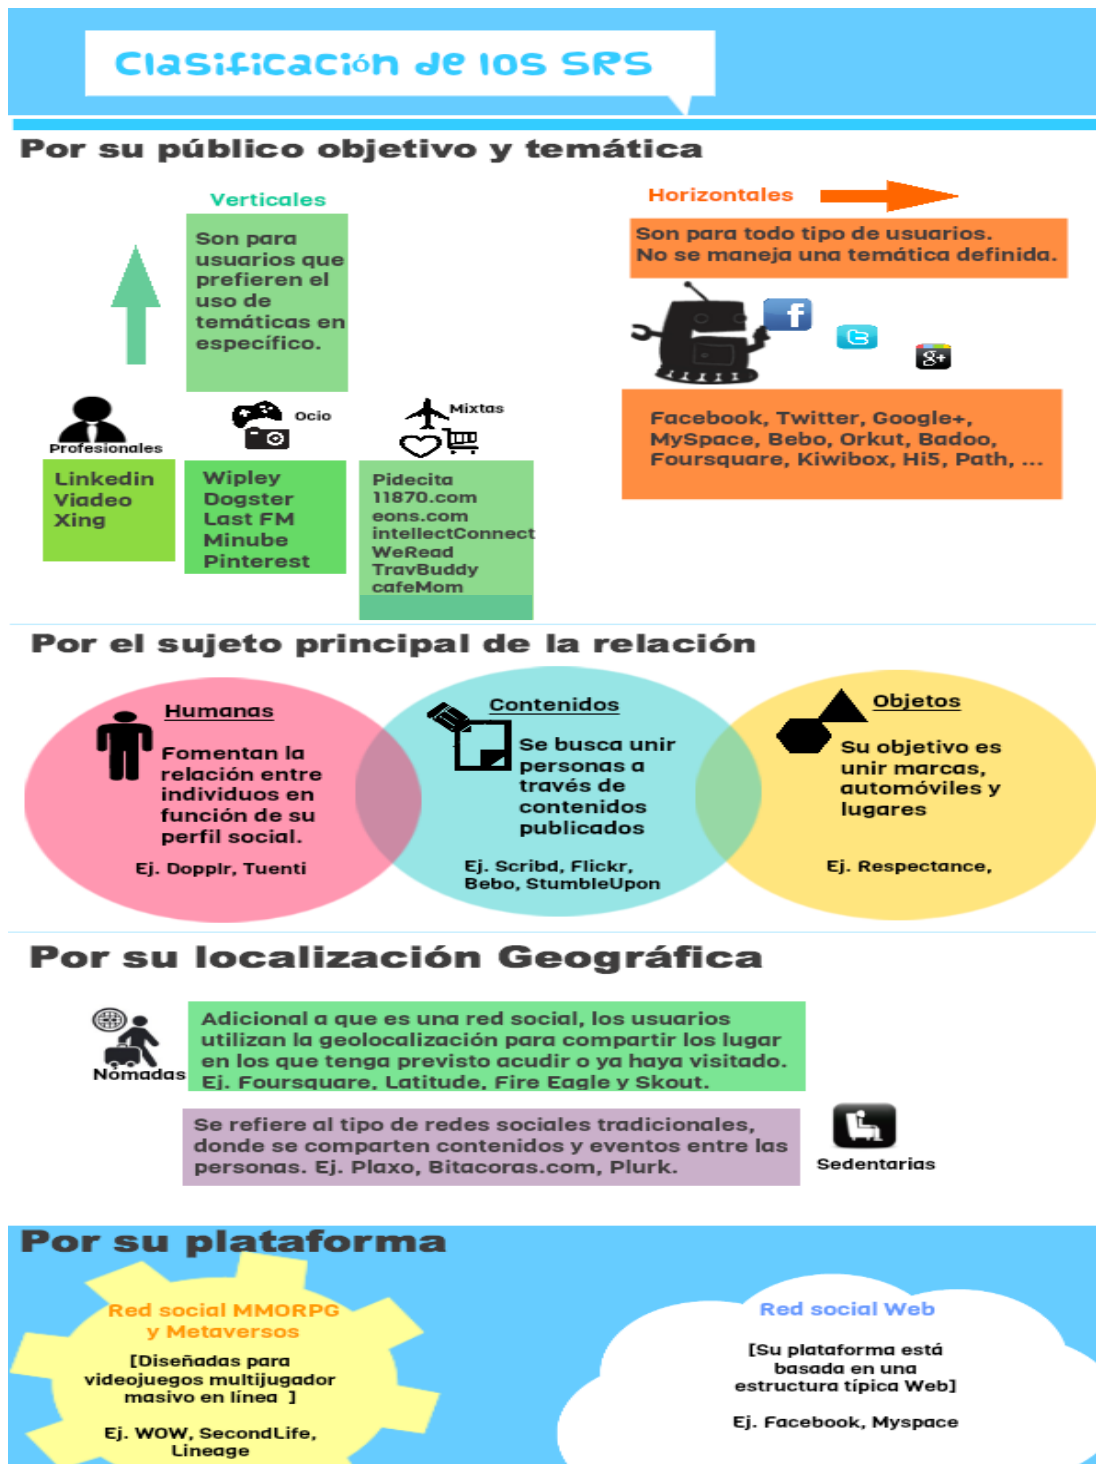 Clasificación de los SRS
Por su público objetivo y temática
Verticales
Son para
usuarios que
prefieren el
uso de
temáticas en
específico.
Horizontales
Son para todo tipo de usuarios.
No se maneja una temática definida.
f
t
g+
Facebook, Twitter, Google+,
MySpace, Bebo, Orkut, Badoo,
Foursquare, Kiwibox, Hi5, Path, ...
Profesionales
Linkedin
Viadeo
Xing
Ocio
Wipley
Dogster
Last FM
Minube
Pinterest
Mixtas
Pidecita
11870.com
eons.com
intellectConnect
WeRead
TravBuddy
cafeMom
Por el sujeto principal de la relación
Humanas
Fomentan la
relación entre
individuos en
función de su
perfil social.
Ej. Dopplr, Tuenti
Contenidos
Se busca unir
personas a
través de
contenidos
publicados
Ej. Scribd, Flickr,
Bebo, StumbleUpon
Objetos
Su objetivo es
unir marcas,
automóviles y
lugares
Ej. Respectance,
Por su localización Geográfica
Nómadas
Adicional a que es una red social, los usuarios
utilizan la geolocalización para compartir los lugar
en los que tenga previsto acudir o ya haya visitado.
Ej. Foursquare, Latitude, Fire Eagle y Skout.
Se refiere al tipo de redes sociales tradicionales,
donde se comparten contenidos y eventos entre las
personas. Ej. Plaxo, Bitacoras.com, Plurk.
Sedentarias
Por su plataforma
Red social MMORPG
y Metaversos
[Diseñadas para
videojuegos multijugador
masivo en línea ]
Ej. WOW, SecondLife,
Lineage
Red social Web
[Su plataforma está
basada en una
estructura típica Web]
Ej. Facebook, Myspace